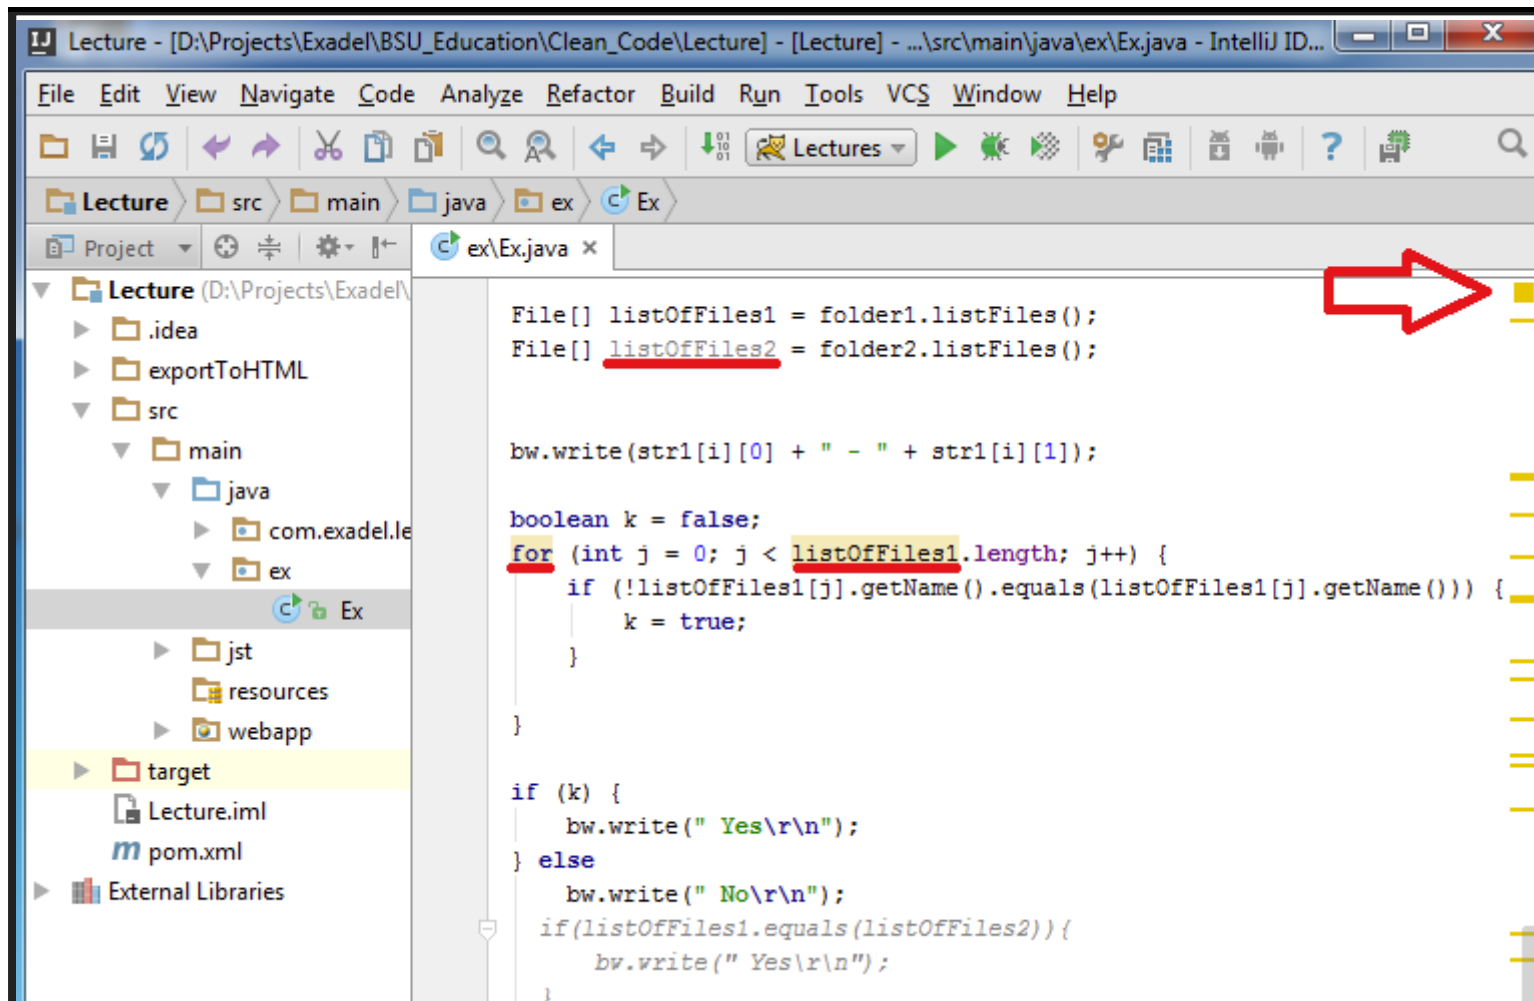 Lecture - [D:\Projects\Exadel\BSU_Education\Clean_Code\Lecture] - [Lecture] - ...\src\main\java\ex\Ex.java - IntelliJ ID...
File Edit View Navigate Code Analyze Refactor Build Run Tools VCS Window Help
Lectures
Lecture src main java ex Ex
Project
ex\Ex.java
Lecture (D:\Projects\Exadel\
.idea
exportToHTML
src
main
java
com.exadel.le
ex
Ex
jst
resources
webapp
target
Lecture.iml
pom.xml
External Libraries
File[] listOfFiles1 = folder1.listFiles();
File[] listOfFiles2 = folder2.listFiles();
bw.write(str1[i][0] + " - " + str1[i][1]);
boolean k = false;
for (int j = 0; j < listOfFiles1.length; j++) {
if (!listOfFiles1[j].getName().equals(listOfFiles1[j].getName())) {
k = true;
}
}
if (k) {
bw.write(" Yes\r\n");
} else
bw.write(" No\r\n");
if(listOfFiles1.equals(listOfFiles2)){
bw.write(" Yes\r\n");
}